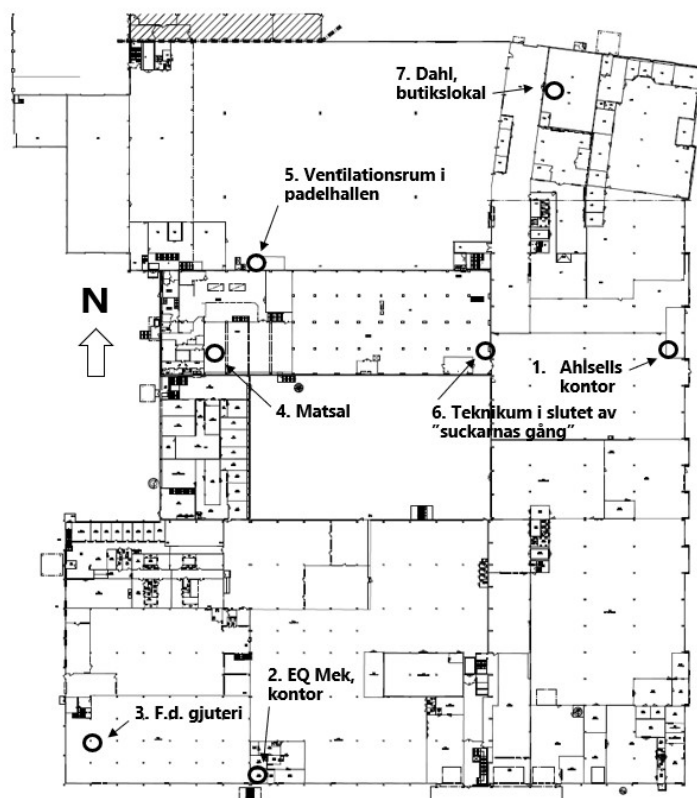 7. Dahl,
butikslokal
5. Ventilationsrum i
padelhallen
N
1. Ahlsells
kontor
4. Matsal
6. Teknikum i slutet av
”suckarnas gång”
2. EQ Mek,
kontor
3. F.d. gjuteri